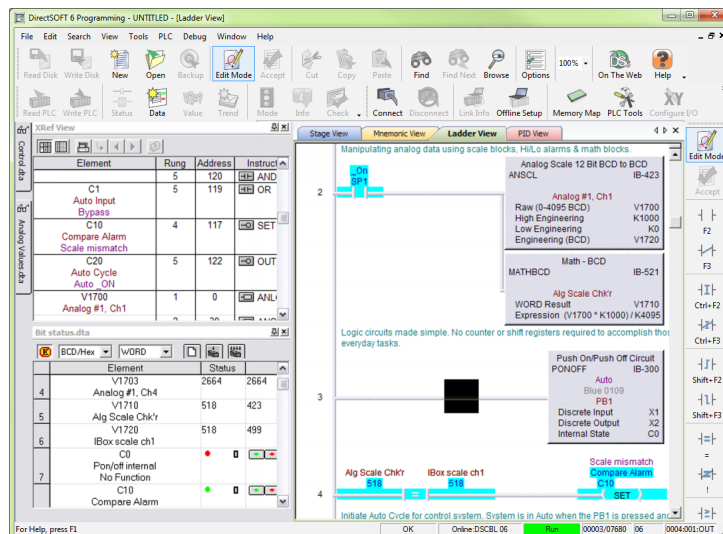 DirectSOFT 6 Programming - UNTITLED - [Ladder View]
File Edit Search View Tools PLC Debug Window Help
Read Disk Write Disk New Open Backup Edit Mode Accept Cut Copy Paste Find Find Next Browse Options 100% On The Web Help
Read PLC Write PLC Status Data Value Trend Mode Info Check Connect Disconnect Link Info Offline Setup Memory Map PLC Tools Configure I/O
XRef View
Control.dta
Analog Values.dta
Element Rung Address Instruct
5 120 AND
C1 5 119 OR
Auto Input
Bypass
C10 4 117 SET
Compare Alarm
Scale mismatch
C20 5 122 OUT
Auto Cycle
Auto _ON
V1700 1 0 ANL
Analog #1, Ch1
Bit status.dta
BCD/Hex WORD
Element Status
V1703 2664 2664
4 Analog #1, Ch4
V1710 518 423
5 Alg Scale Chk'r
V1720 518 499
6 IBox scale ch1
C0
Pon/off internal
7 No Function
C10
Compare Alarm
Stage View Mnemonic View Ladder View PID View
Manipulating analog data using scale blocks, Hi/Lo alarms & math blocks.
_On
SP1
2
Analog Scale 12 Bit BCD to BCD
ANSCL IB-423
Analog #1, Ch1
Raw (0-4095 BCD) V1700
High Engineering K1000
Low Engineering K0
Engineering (BCD) V1720
Math - BCD
MATHBCD IB-521
Alg Scale Chk'r
WORD Result V1710
Expression (V1700 * K1000) / K4095
Logic circuits made simple. No counter or shift registers required to accomplish
everyday tasks.
3
Push On/Push Off Circuit
PONOFF IB-300
Auto
Blue 0109
PB1
Discrete Input X1
Discrete Output X2
Internal State C0
Scale mismatch
Alg Scale Chk'r IBox scale ch1 Compare Alarm
518 = 518 C10
4 SET
Initiate Auto Cycle for control system. System is in Auto when the PB1 is pressed and
Edit Mode
Accept
F2
F3
Ctrl+F2
Ctrl+F3
Shift+F2
Shift+F3
=
!
For Help, press F1 OK Online:DSCBL 06 Run 00003/07680 06 0004:001:OUT